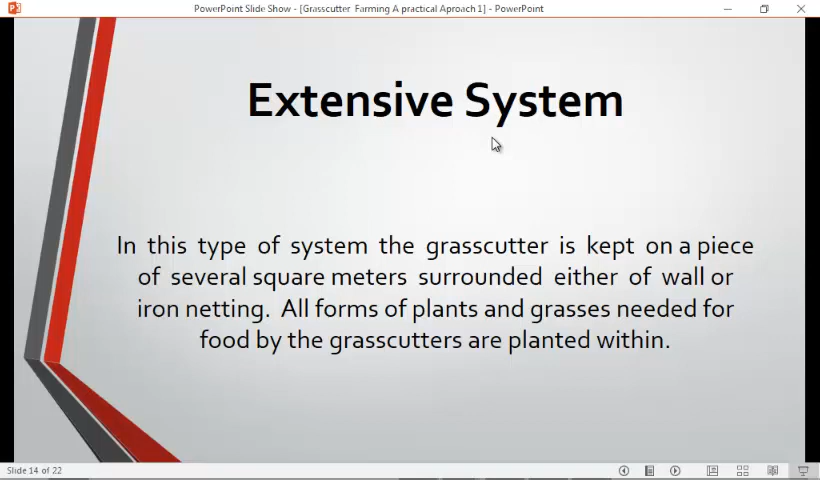 PowerPoint Slide Show - [Grasscutter Farming A practical Aproach 1] - PowerPoint
Extensive System
In this type of system the grasscutter is kept on a piece
of several square meters surrounded either of wall or
iron netting. All forms of plants and grasses needed for
food by the grasscutters are planted within.
Slide 14 of 22